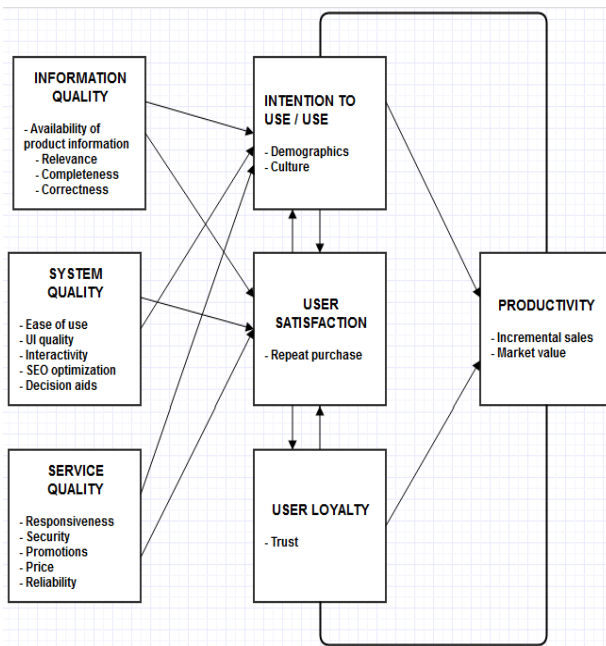 INFORMATION
QUALITY
- Availability of
product information
- Relevance
- Completeness
- Correctness
INTENTION TO
USE / USE
- Demographics
- Culture
SYSTEM
QUALITY
- Ease of use
- UI quality
- Interactivity
- SEO optimization
- Decision aids
USER
SATISFACTION
- Repeat purchase
PRODUCTIVITY
- Incremental sales
- Market value
SERVICE
QUALITY
- Responsiveness
- Security
- Promotions
- Price
- Reliability
USER LOYALTY
- Trust